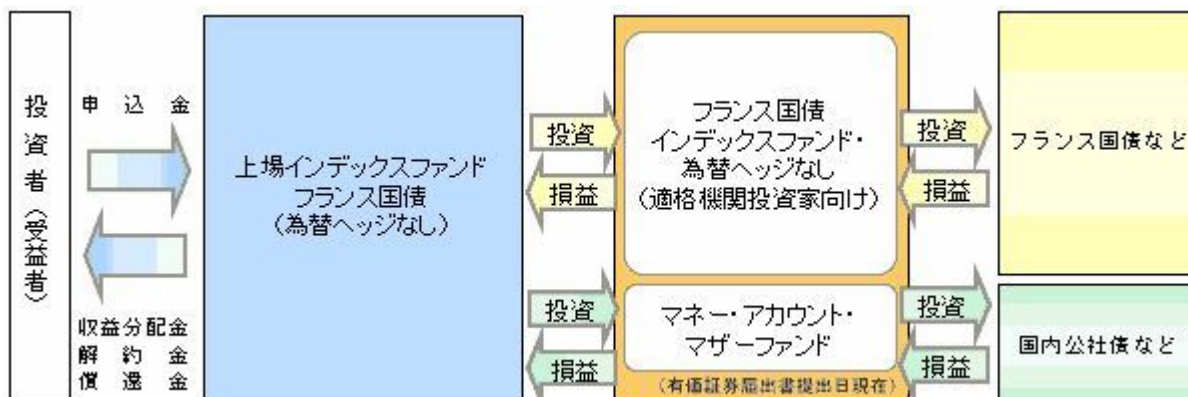 投資者(受益者)
申込金
収益分配金
解約金
償還金
上場インデックスファンド
フランス国債
(為替ヘッジなし)
投資
損益
投資
損益
フランス国債
インデックスファンド・
為替ヘッジなし
(適格機関投資家向け)
マネー・アカウント・
マザーファンド
(有価証券届出書提出日現在)
投資
損益
投資
損益
フランス国債など
国内公社債など